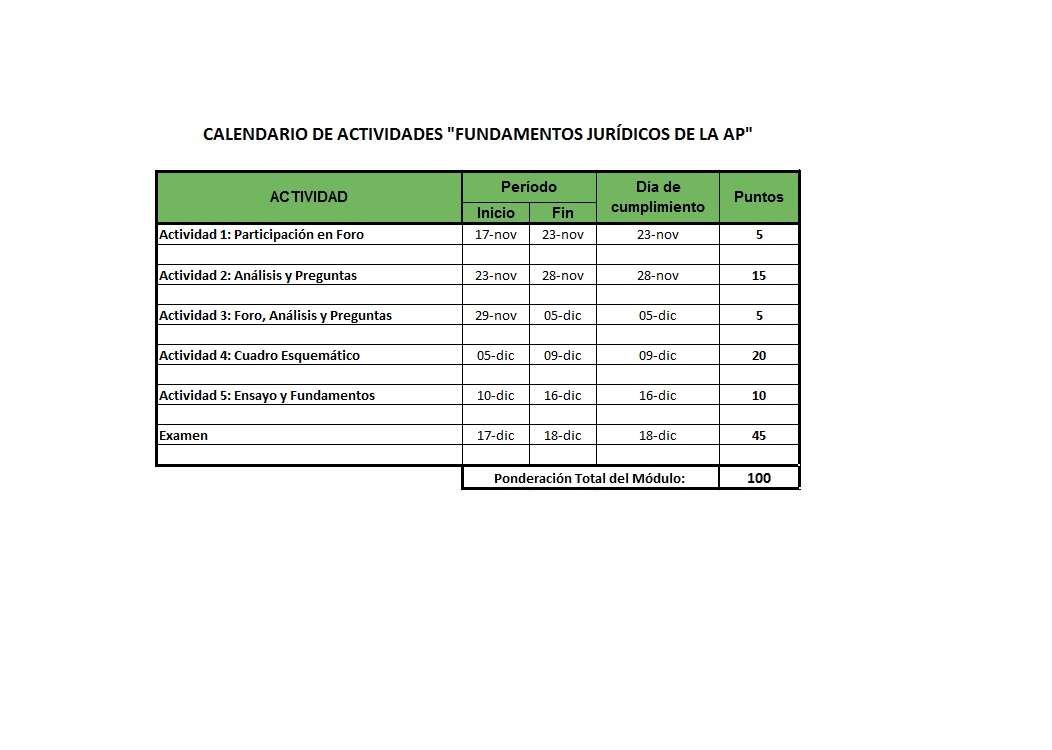 CALENDARIO DE ACTIVIDADES "FUNDAMENTOS JURÍDICOS DE LA AP"
ACTIVIDAD Período Día de cumplimiento Puntos
Inicio Fin
Actividad 1: Participación en Foro 17-nov 23-nov 23-nov 5
Actividad 2: Análisis y Preguntas 23-nov 28-nov 28-nov 15
Actividad 3: Foro, Análisis y Preguntas 29-nov 05-dic 05-dic 5
Actividad 4: Cuadro Esquemático 05-dic 09-dic 09-dic 20
Actividad 5: Ensayo y Fundamentos 10-dic 16-dic 16-dic 10
Examen 17-dic 18-dic 18-dic 45
Ponderación Total del Módulo: 100